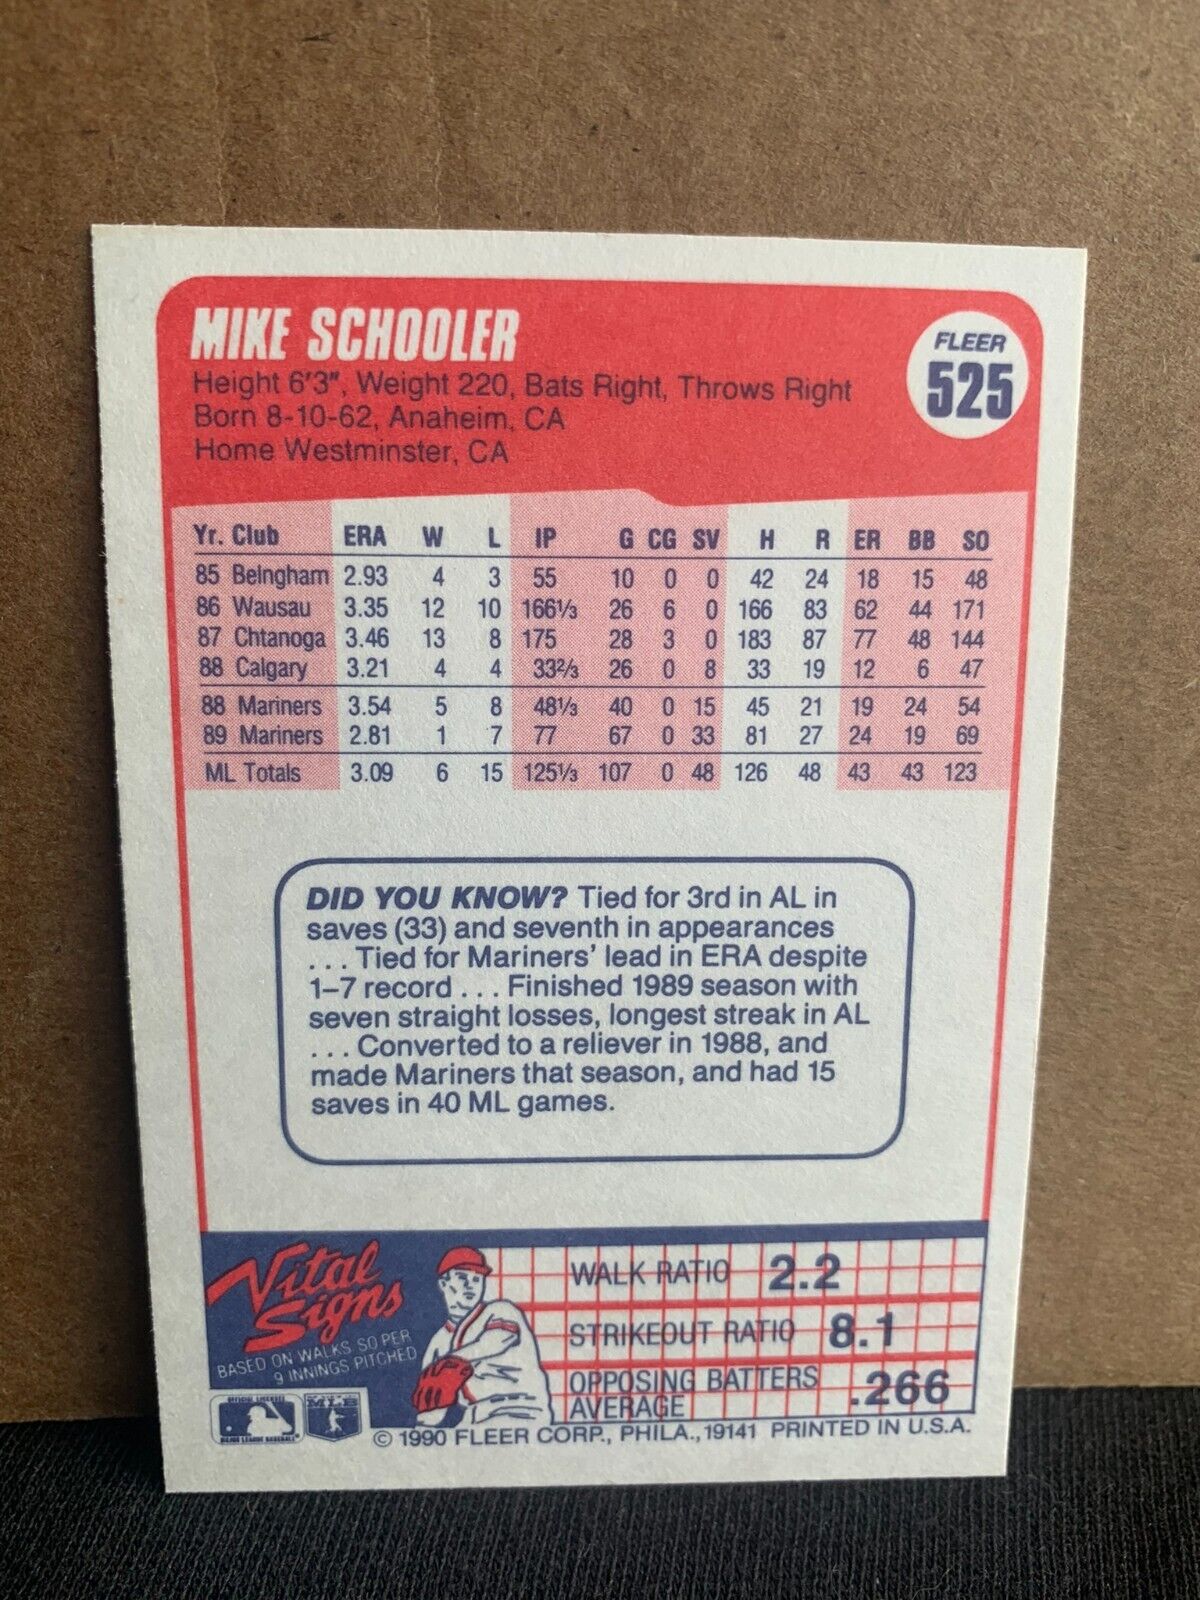 MIKE SCHOOLER
FLEER
525
Height 6'3", Weight 220, Bats Right, Throws Right
Born 8-10-62, Anaheim, CA
Home Westminster, CA
Yr. Club ERA W L IP G CG SV H R ER BB SO
85 Belngham 2.93 4 3 55 10 0 0 42 24 18 15 48
86 Wausau 3.35 12 10 166⅓ 26 6 0 166 83 62 44 171
87 Chtanoga 3.46 13 8 175 28 3 0 183 87 77 48 144
88 Calgary 3.21 4 4 33⅔ 26 0 8 33 19 12 6 47
88 Mariners 3.54 5 8 48⅓ 40 0 15 45 21 19 24 54
89 Mariners 2.81 1 7 77 67 0 33 81 27 24 19 69
ML Totals 3.09 6 15 125⅓ 107 0 48 126 48 43 43 123
DID YOU KNOW? Tied for 3rd in AL in
saves (33) and seventh in appearances
. . . Tied for Mariners' lead in ERA despite
1–7 record . . . Finished 1989 season with
seven straight losses, longest streak in AL
. . . Converted to a reliever in 1988, and
made Mariners that season, and had 15
saves in 40 ML games.
Vital
Signs
BASED ON WALKS SO PER
9 INNINGS PITCHED
WALK RATIO 2.2
STRIKEOUT RATIO 8.1
OPPOSING BATTERS
AVERAGE .266
MAJOR LEAGUE BASEBALL
© 1990 FLEER CORP., PHILA., 19141 PRINTED IN U.S.A.